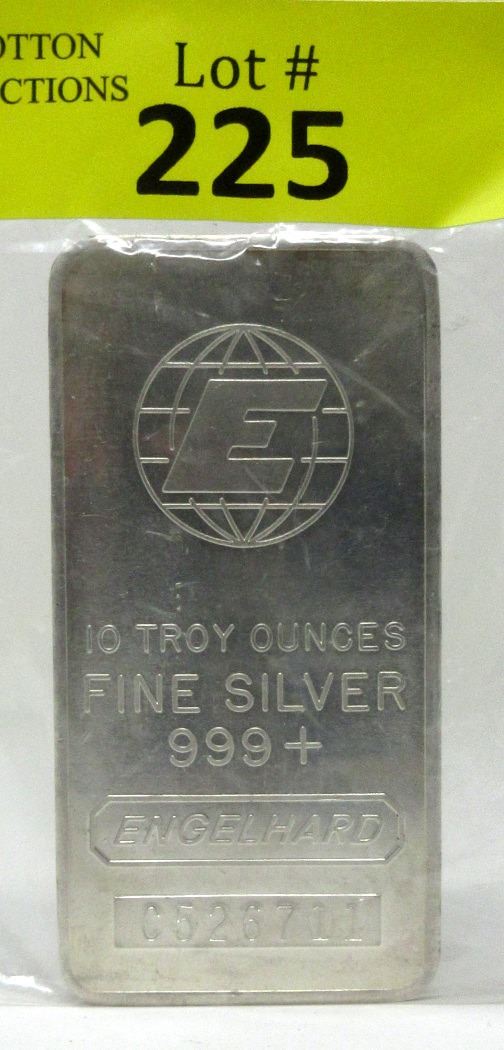 OTTON
CTIONS
Lot #
225
E
10 TROY OUNCES
FINE SILVER
999+
ENGELHARD
C526711